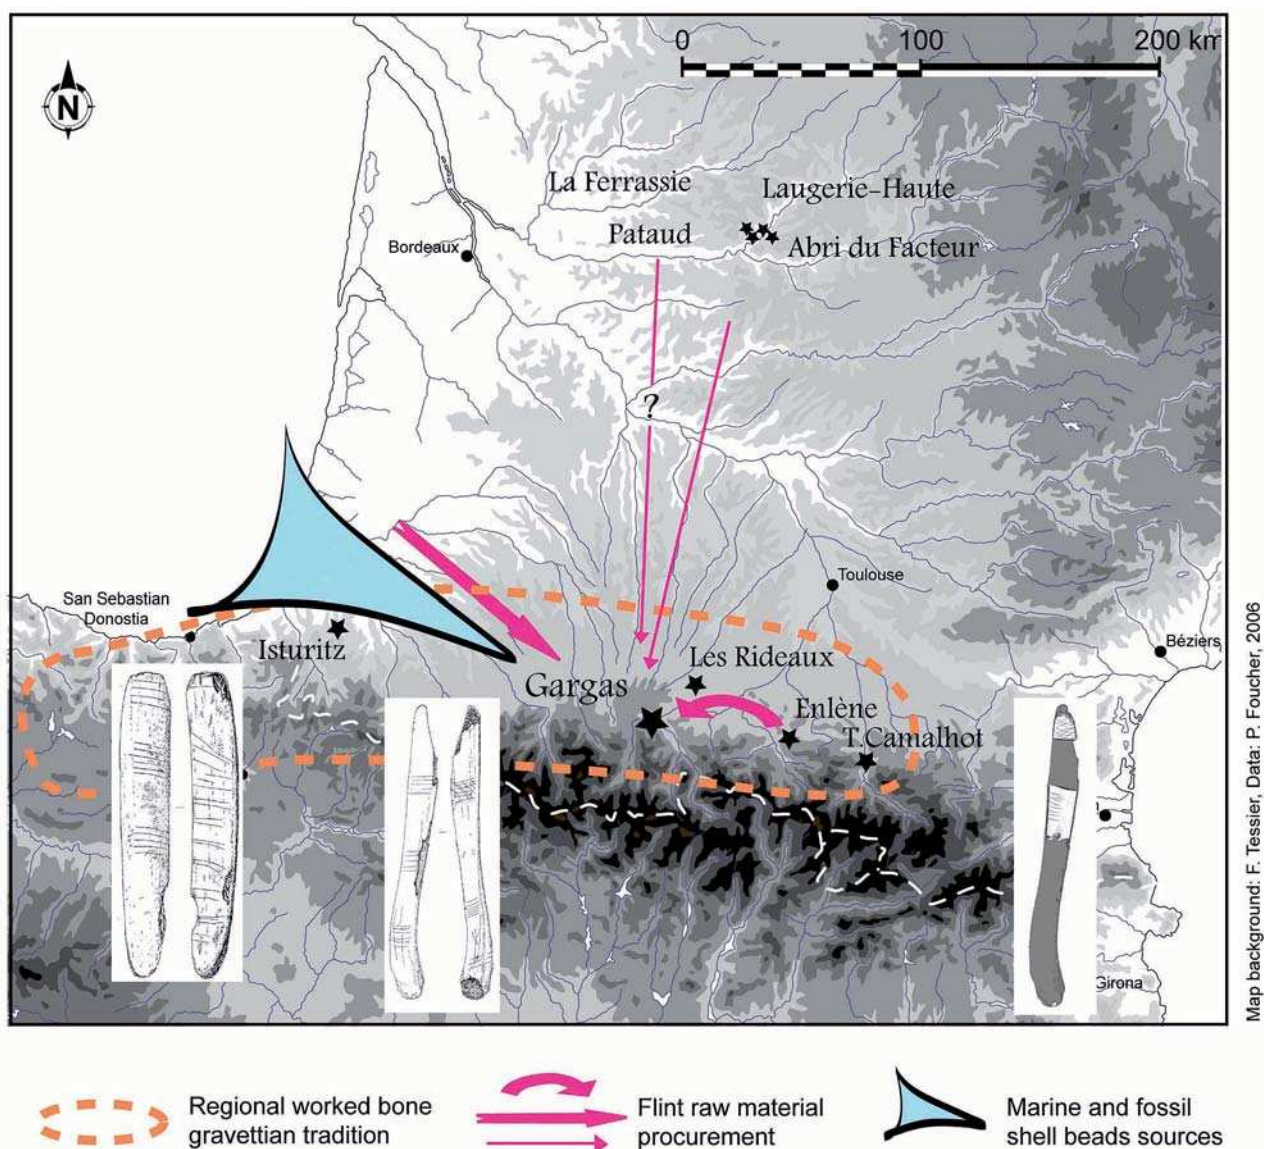 0 100 200 km
N
La Ferrassie
Laugerie-Haute
Pataud
Abri du Facteur
Bordeaux
?
Toulouse
San Sebastian
Donostia
Isturitz
Béziers
Les Rideaux
Gargas
Enlène
T.Camalhot
Girona
Map background: F. Tessier, Data: P. Foucher, 2006
Regional worked bone
gravettian tradition
Flint raw material
procurement
Marine and fossil
shell beads sources